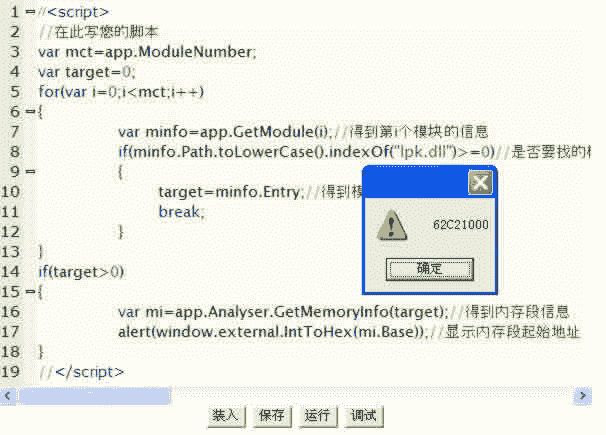 1 //<script>
2 //在此写您的脚本
3 var mct=app.ModuleNumber;
4 var target=0;
5 for(var i=0;i<mct;i++)
6 {
7 var minfo=app.GetModule(i);//得到第i个模块的信息
8 if(minfo.Path.toLowerCase().indexOf("lpk.dll")>=0)//是否要找的
9 {
10 target=minfo.Entry;//得到
11 break;
12 }
13 }
14 if(target>0)
15 {
16 var mi=app.Analyser.GetMemoryInfo(target);//得到内存段信息
17 alert(window.external.IntToHex(mi.Base));//显示内存段起始地址
18 }
19 //</script>
62C21000
确定
装入 保存 运行 调试